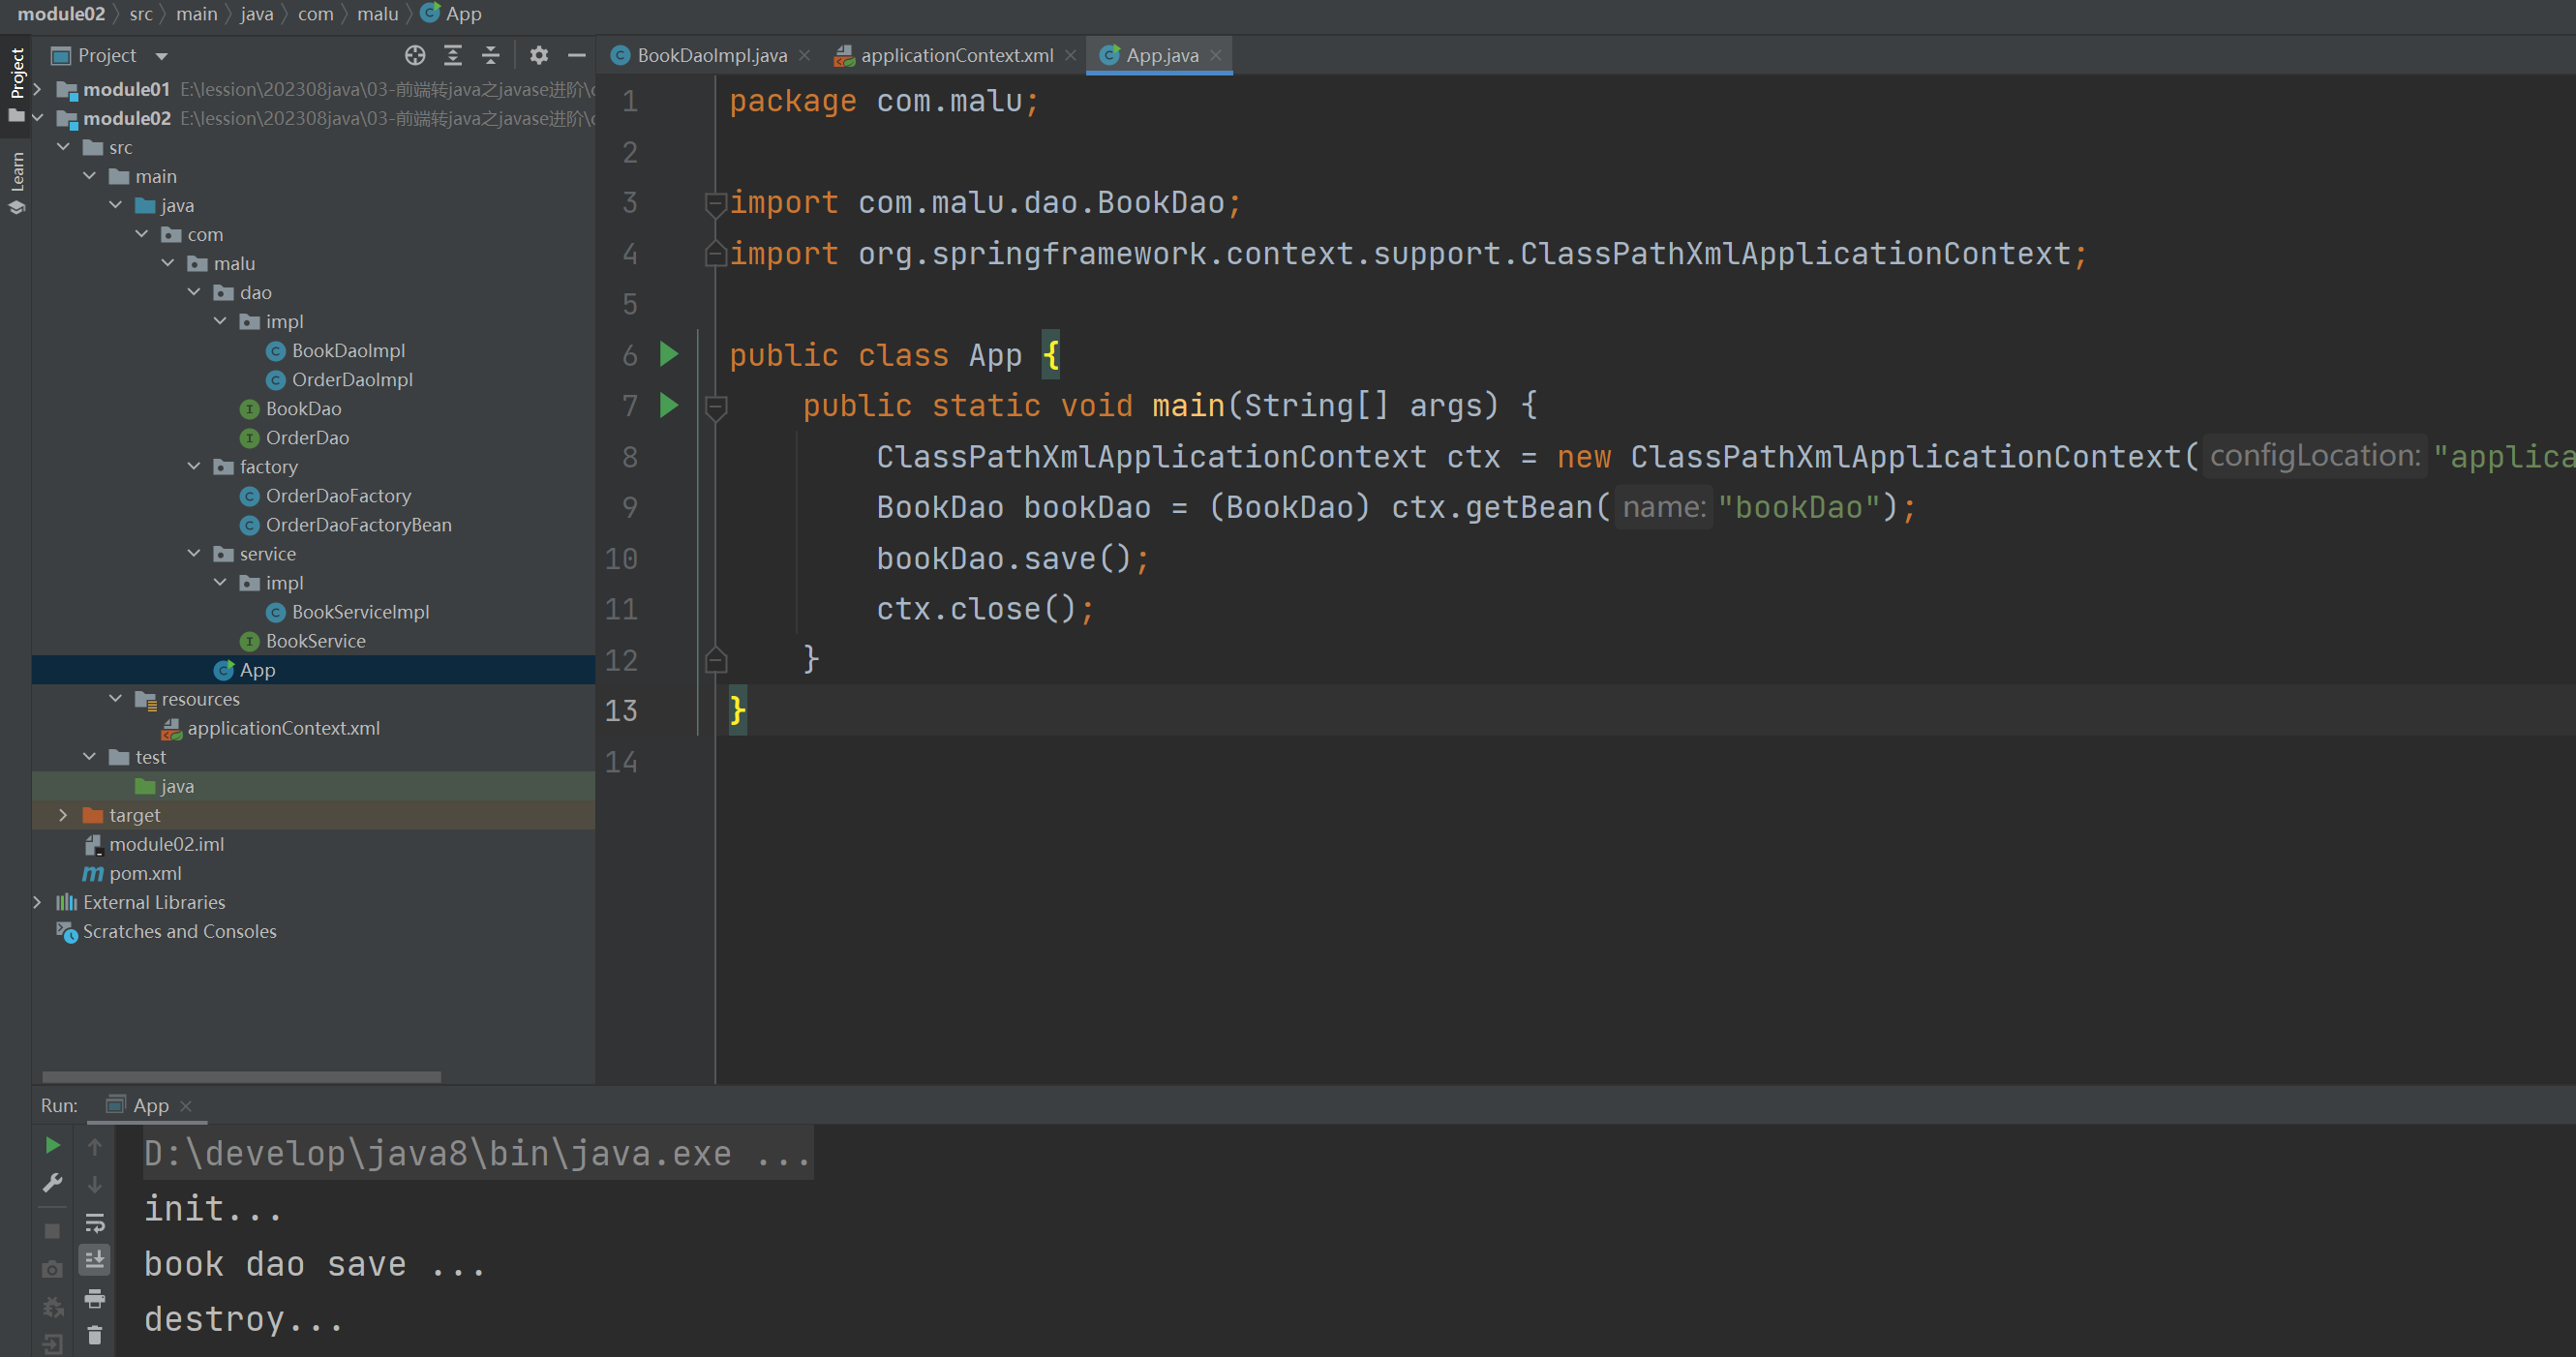 module02 src main java com malu App
Project
Learn
Project
module01 E:\lession\202308java\03-前端转java之javase进阶\
module02 E:\lession\202308java\03-前端转java之javase进阶\
src
main
java
com
malu
dao
impl
BookDaoImpl
OrderDaoImpl
BookDao
OrderDao
factory
OrderDaoFactory
OrderDaoFactoryBean
service
impl
BookServiceImpl
BookService
App
resources
applicationContext.xml
test
java
target
module02.iml
pom.xml
External Libraries
Scratches and Consoles
BookDaoImpl.java applicationContext.xml App.java
1 package com.malu;
2
3 import com.malu.dao.BookDao;
4 import org.springframework.context.support.ClassPathXmlApplicationContext;
5
6 public class App {
7 public static void main(String[] args) {
8 ClassPathXmlApplicationContext ctx = new ClassPathXmlApplicationContext( configLocation: "applica
9 BookDao bookDao = (BookDao) ctx.getBean( name: "bookDao");
10 bookDao.save();
11 ctx.close();
12 }
13 }
14
Run: App
D:\develop\java8\bin\java.exe ...
init...
book dao save ...
destroy...